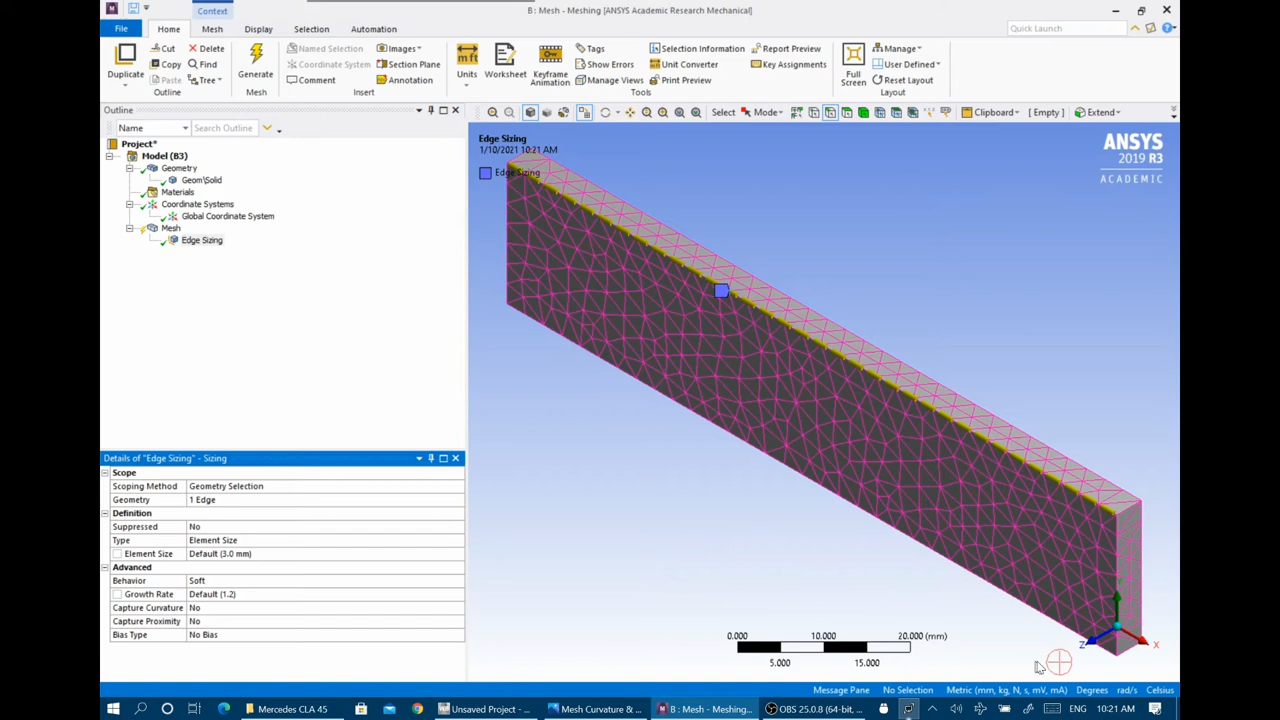 Context
B : Mesh - Meshing [ANSYS Academic Research Mechanical]
File Home Mesh Display Selection Automation
Quick Launch
Duplicate
Cut
Copy
Paste
Delete
Find
Tree
Outline
Generate
Mesh
Named Selection
Coordinate System
Comment
Images
Section Plane
Annotation
Insert
Units
Worksheet
Keyframe
Animation
Tags
Show Errors
Manage Views
Selection Information
Unit Converter
Print Preview
Report Preview
Key Assignments
Tools
Full
Screen
Manage
User Defined
Reset Layout
Layout
Outline
Select Mode Clipboard [ Empty ] Extend
Name Search Outline
Project*
Model (B3)
Geometry
Geom\Solid
Materials
Coordinate Systems
Global Coordinate System
Mesh
Edge Sizing
Edge Sizing
1/10/2021 10:21 AM
Edge Sizing
ANSYS
2019 R3
ACADEMIC
Details of "Edge Sizing" - Sizing
Scope
Scoping Method Geometry Selection
Geometry 1 Edge
Definition
Suppressed No
Type Element Size
Element Size Default (3.0 mm)
Advanced
Behavior Soft
Growth Rate Default (1.2)
Capture Curvature No
Capture Proximity No
Bias Type No Bias
0.000 10.000 20.000 (mm)
5.000 15.000
Y
Z
X
Message Pane No Selection Metric (mm, kg, N, s, mV, mA) Degrees rad/s Celsius
Mercedes CLA 45
Unsaved Project - ...
Mesh Curvature & ...
B : Mesh - Meshing...
OBS 25.0.8 (64-bit, ...
ENG 10:21 AM